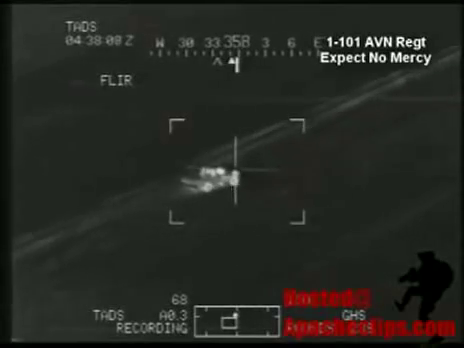 TADS
04:38:08Z
W 30 33 358 3 6 E
1-101 AVN Regt
Expect No Mercy
FLIR
68
TADS A0.3 GHS
RECORDING
Hosted@
Apacheclips.com